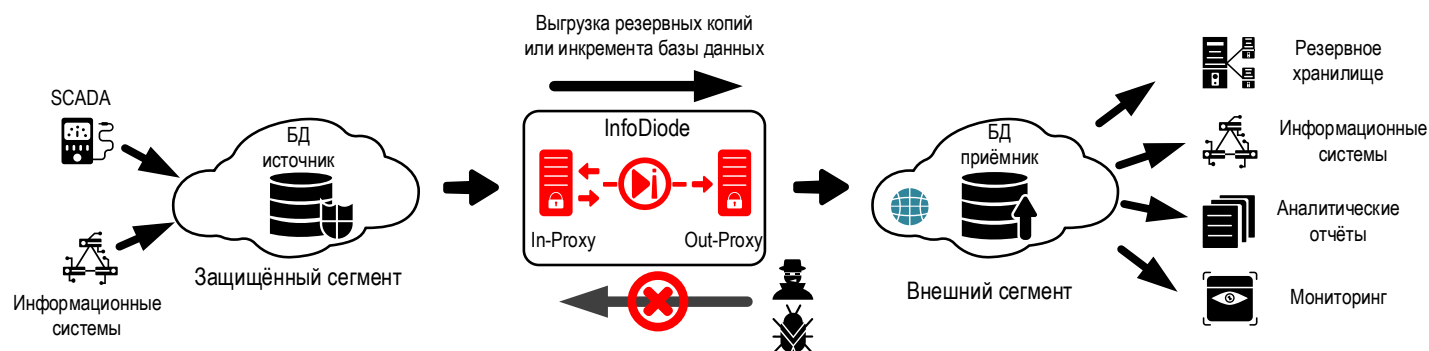 Выгрузка резервных копий
или инкремента базы данных
SCADA
Информационные
системы
БД
источник
Защищённый сегмент
InfoDiode
In-Proxy
Out-Proxy
БД
приёмник
Внешний сегмент
Резервное
хранилище
Информационные
системы
Аналитические
отчёты
Мониторинг